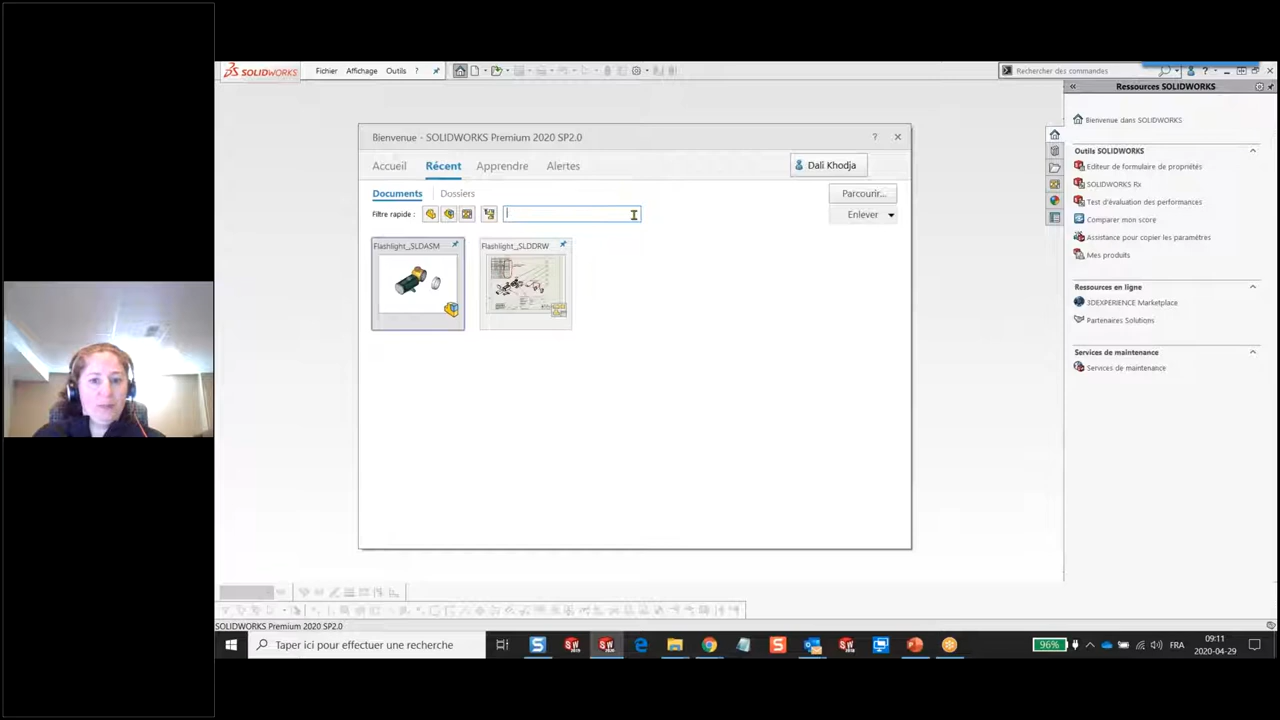 SOLIDWORKS
Fichier Affichage Outils ?
Rechercher des commandes
Ressources SOLIDWORKS
Bienvenue dans SOLIDWORKS
Outils SOLIDWORKS
Editeur de formulaire de propriétés
SOLIDWORKS Rx
Test d'évaluation des performances
Comparer mon score
Assistance pour copier les paramètres
Mes produits
Ressources en ligne
3DEXPERIENCE Marketplace
Partenaires Solutions
Services de maintenance
Services de maintenance
Bienvenue - SOLIDWORKS Premium 2020 SP2.0
Accueil Récent Apprendre Alertes
Dali Khodja
Documents Dossiers
Parcourir...
Filtre rapide :
Enlever
Flashlight_.SLDASM
Flashlight_.SLDDRW
SOLIDWORKS Premium 2020 SP2.0
Taper ici pour effectuer une recherche
96%
FRA
09:11
2020-04-29